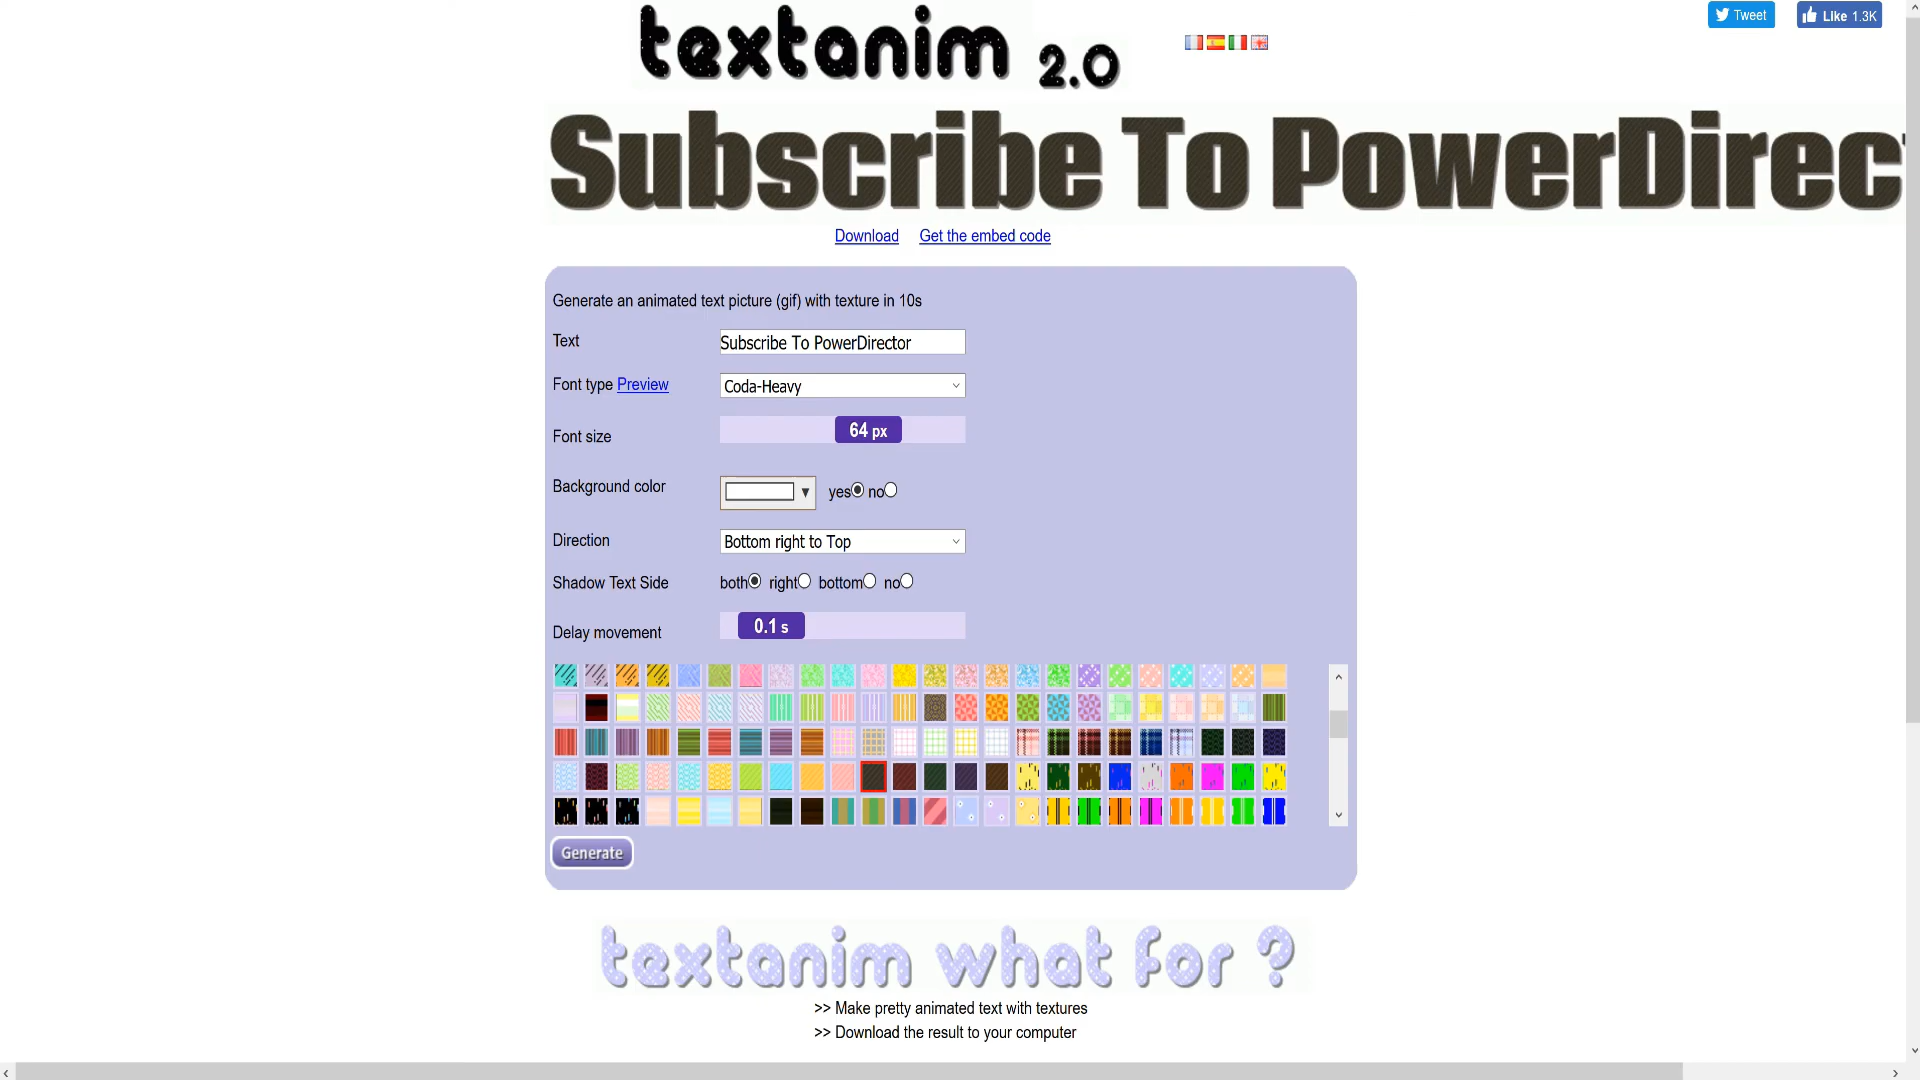 Tweet
Like 1.3K
textanim 2.0
Subscribe To PowerDirec
Download Get the embed code
Generate an animated text picture (gif) with texture in 10s
Text Subscribe To PowerDirector
Font type Preview Coda-Heavy
Font size 64 px
Background color yes no
Direction Bottom right to Top
Shadow Text Side both right bottom no
Delay movement 0.1 s
Generate
textanim what for ?
>> Make pretty animated text with textures
>> Download the result to your computer